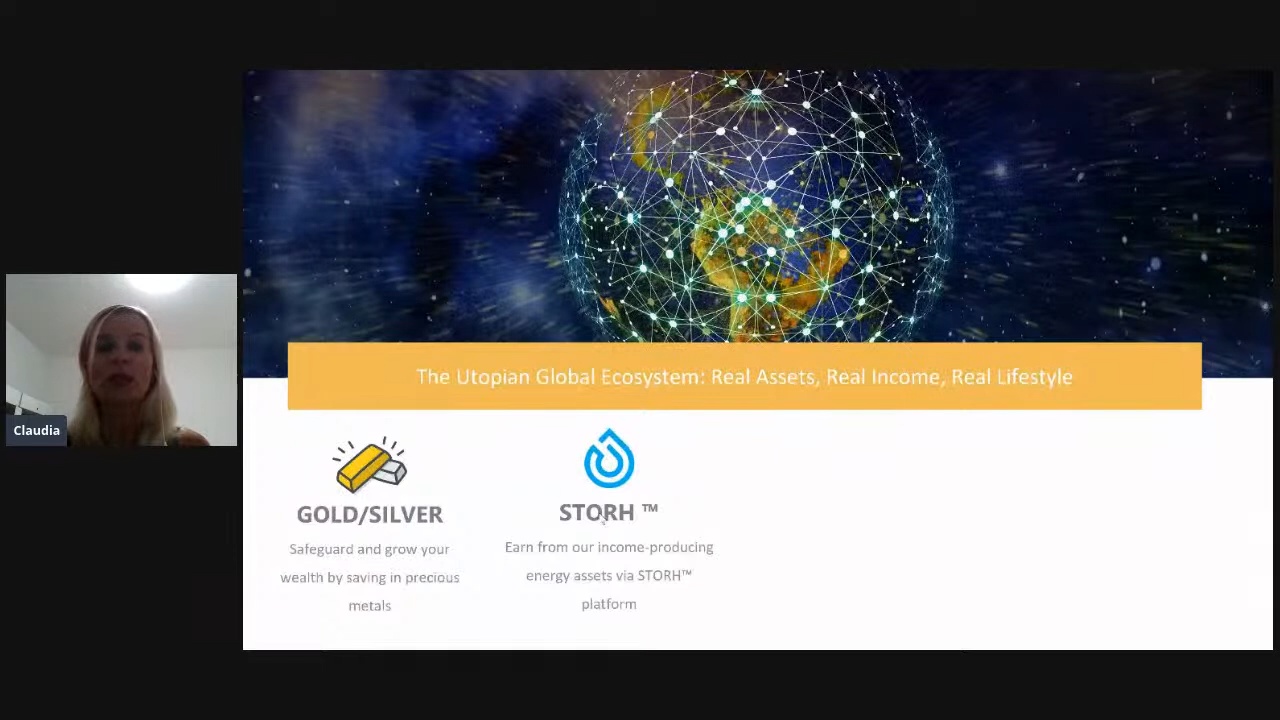 The Utopian Global Ecosystem: Real Assets, Real Income, Real Lifestyle
Claudia
GOLD/SILVER
Safeguard and grow your
wealth by saving in precious
metals
STORH ™
Earn from our income-producing
energy assets via STORH™
platform